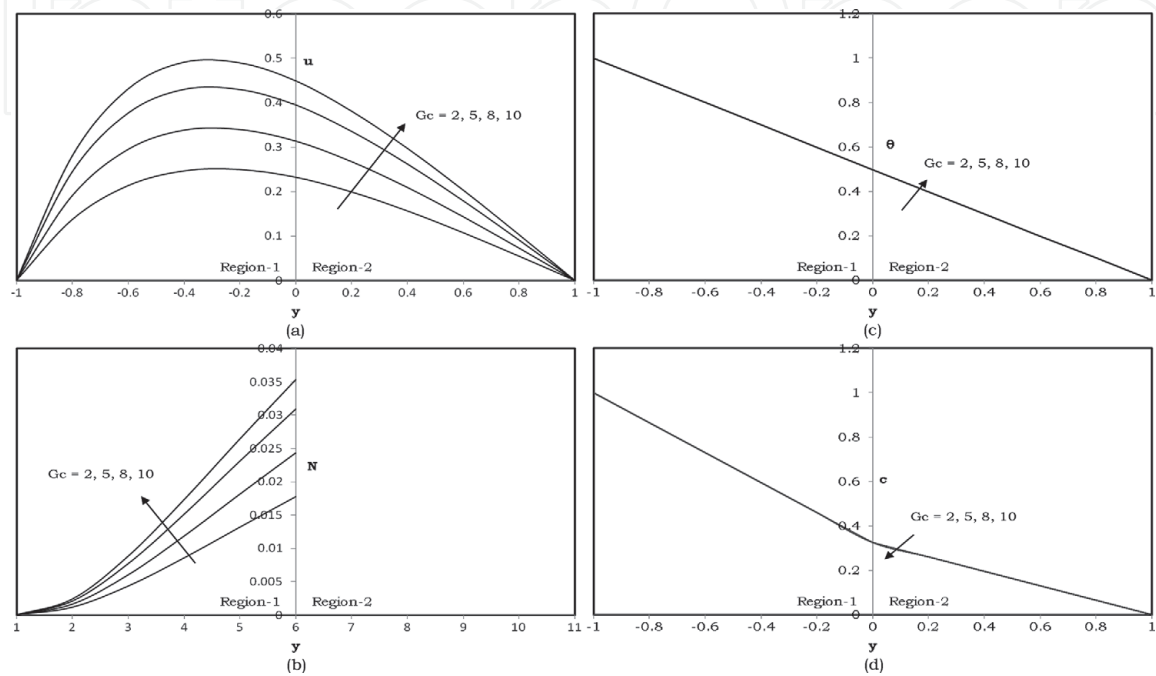 0.6
0.5
0.4
0.3
0.2
0.1
0
u
Gc = 2, 5, 8, 10
Region-1 Region-2
-1 -0.8 -0.6 -0.4 -0.2 0 0.2 0.4 0.6 0.8 1
y
(a)
1.2
1
0.8
0.6
0.4
0.2
0
θ
Gc = 2, 5, 8, 10
Region-1 Region-2
-1 -0.8 -0.6 -0.4 -0.2 0 0.2 0.4 0.6 0.8 1
y
(c)
0.04
0.035
0.03
0.025
0.02
0.015
0.01
0.005
0
N
Gc = 2, 5, 8, 10
Region-1 Region-2
1 2 3 4 5 6 7 8 9 10 11
y
(b)
1.2
1
0.8
0.6
0.4
0.2
0
c
Gc = 2, 5, 8, 10
Region-1 Region-2
-1 -0.8 -0.6 -0.4 -0.2 0 0.2 0.4 0.6 0.8 1
y
(d)